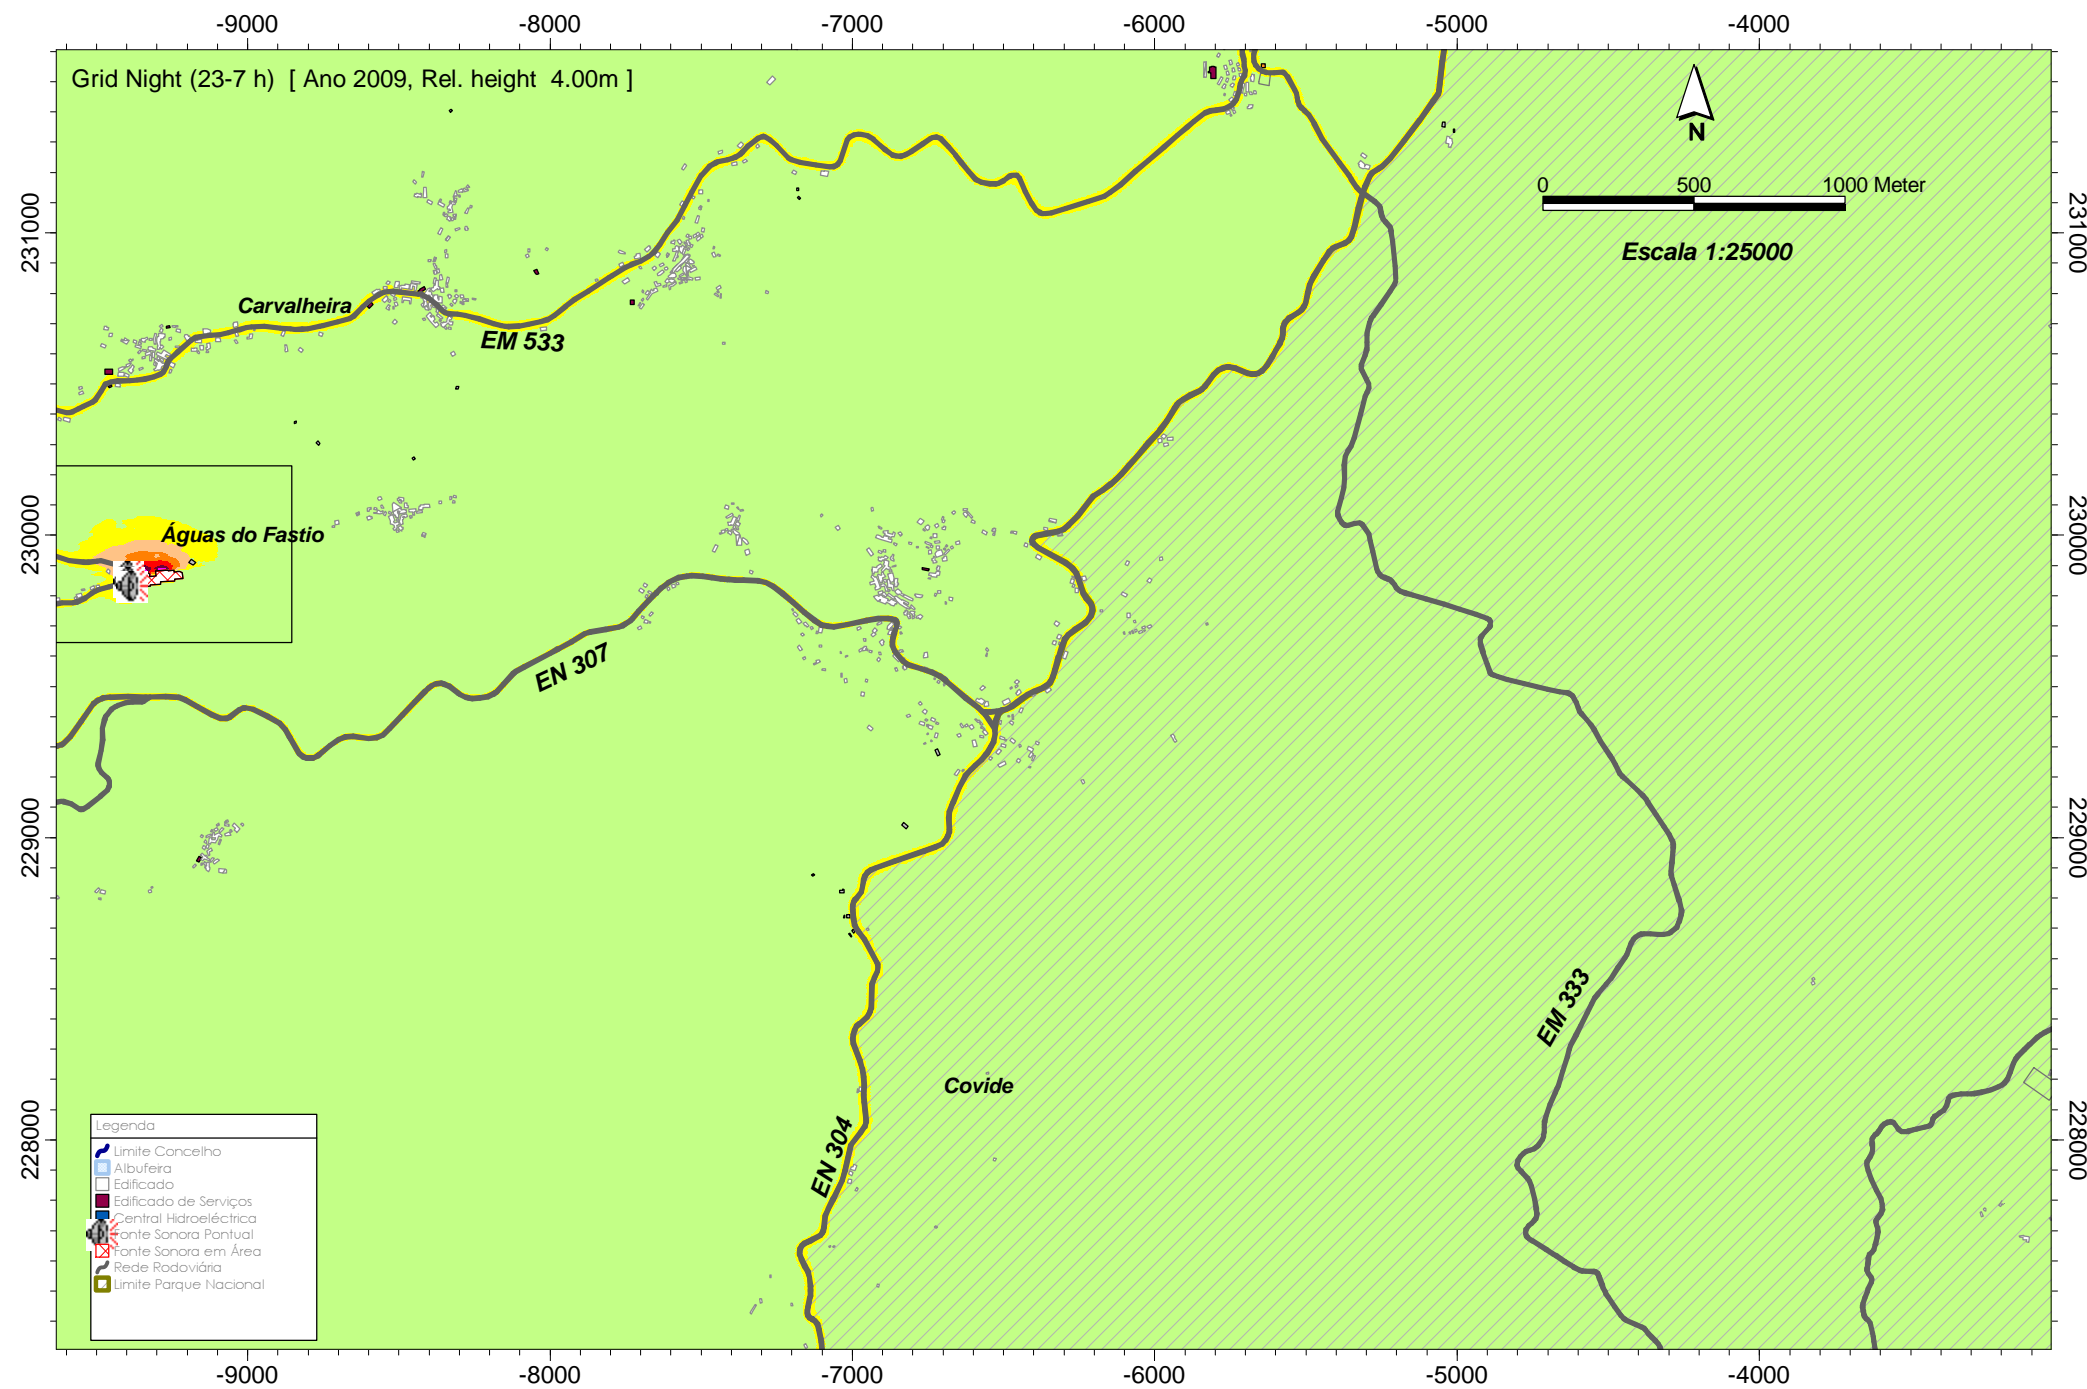 -9000 -8000 -7000 -6000 -5000 -4000
Grid Night (23-7 h) [ Ano 2009, Rel. height 4.00m ]
N
0 500 1000 Meter
Escala 1:25000
231000 231000
Carvalheira
EM 533
230000 230000
Águas do Fastio
EN 307
229000 229000
EM 333
Covide
EN 304
228000 228000
Legenda
Limite Concelho
Albufeira
Edificado
Edificado de Serviços
Central Hidroeléctrica
Fonte Sonora Pontual
Fonte Sonora em Área
Rede Rodoviária
Limite Parque Nacional
-9000 -8000 -7000 -6000 -5000 -4000